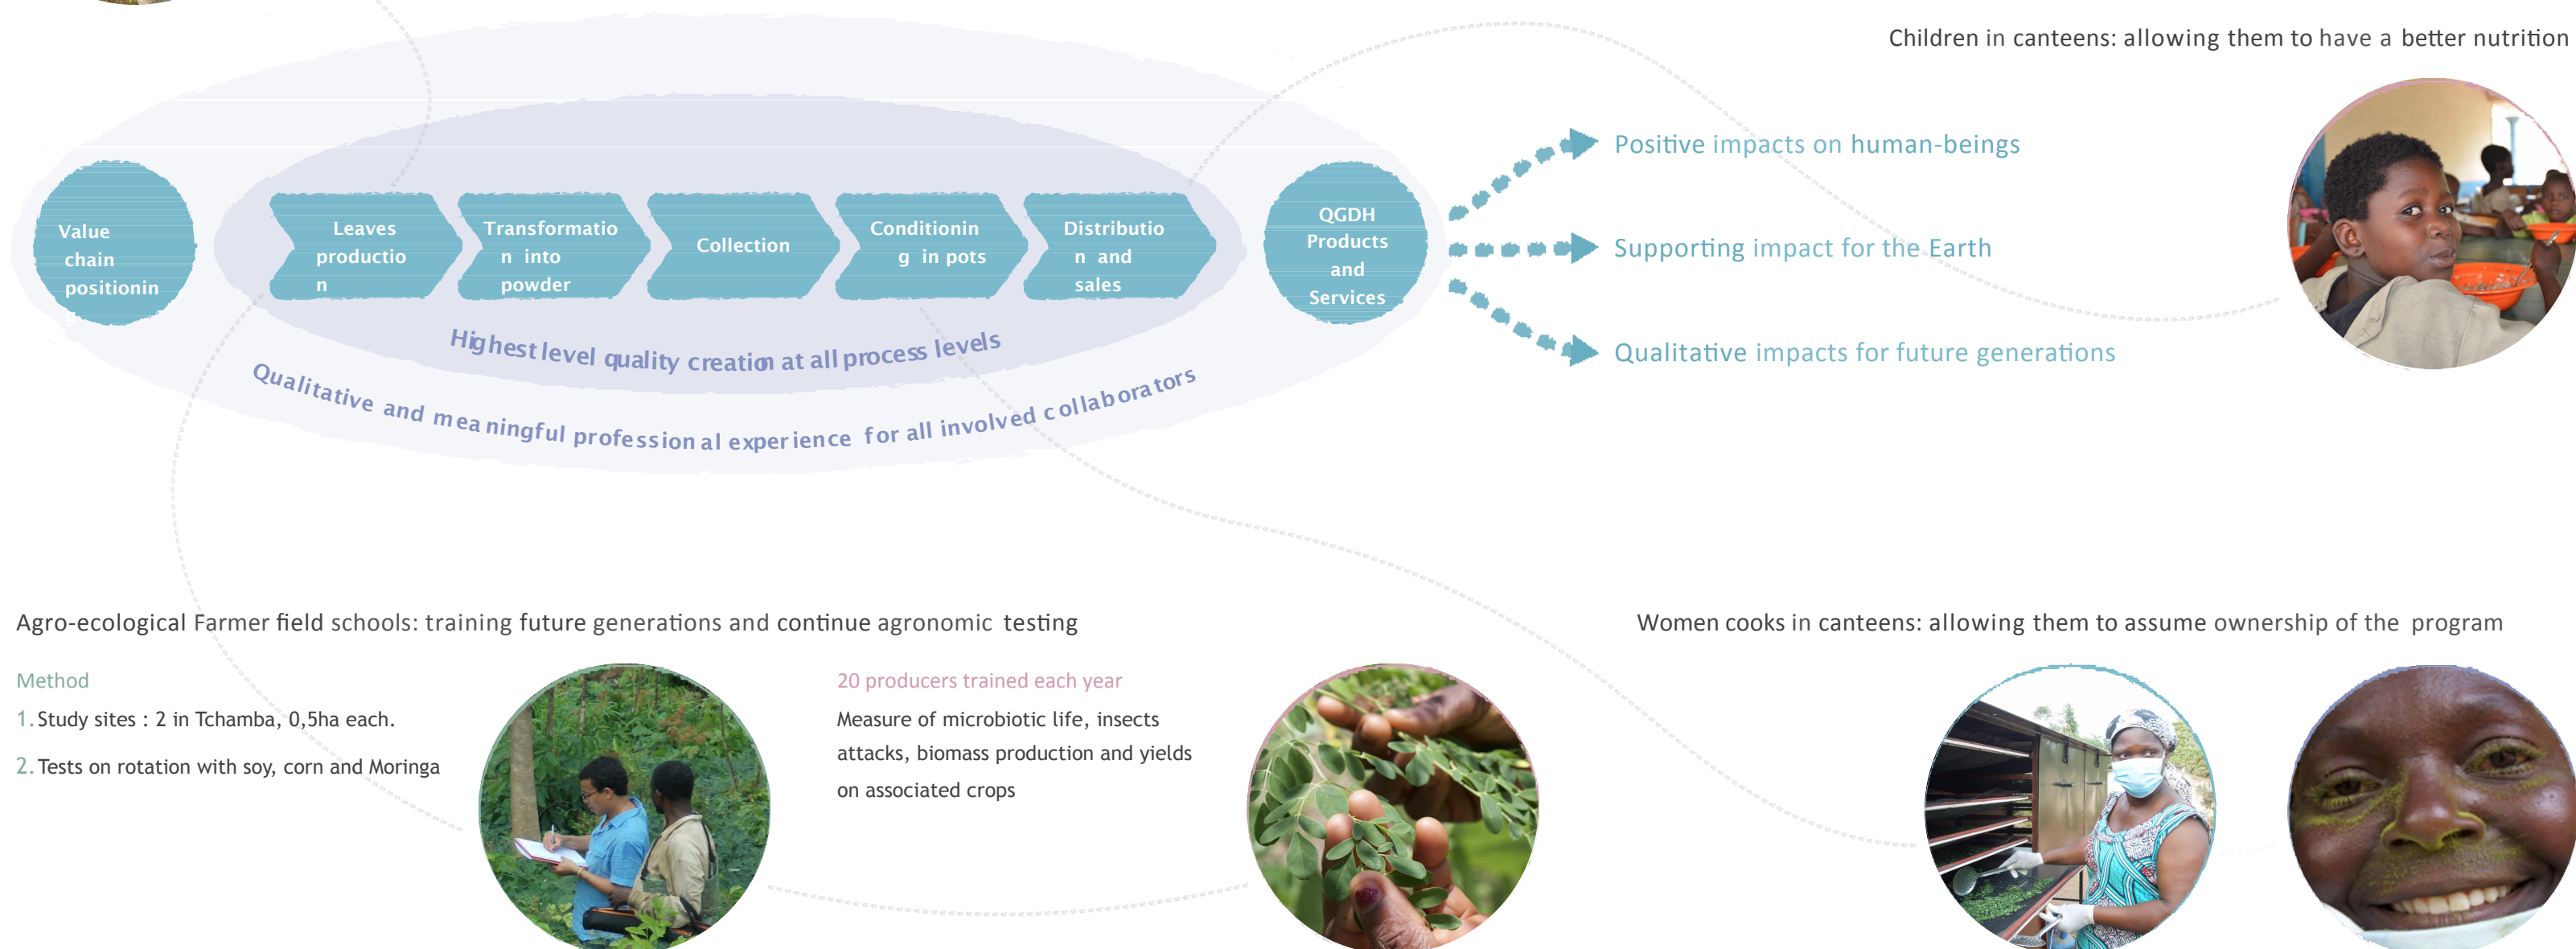 Children in canteens: allowing them to have a better nutrition
Value
chain
positionin
g
Leaves
productio
n
Transformatio
n into
powder
Collection
Conditionin
g in pots
Distributio
n and
sales
QGDH
Products
and
Services
Positive impacts on human-beings
Supporting impact for the Earth
Qualitative impacts for future generations
Highest level quality creation at all process levels
Qualitative and meaningful professional experience for all involved collaborators
Agro-ecological Farmer field schools: training future generations and continue agronomic testing
Method
1. Study sites : 2 in Tchamba, 0,5ha each.
2. Tests on rotation with soy, corn and Moringa
20 producers trained each year
Measure of microbiotic life, insects
attacks, biomass production and yields
on associated crops
Women cooks in canteens: allowing them to assume ownership of the program